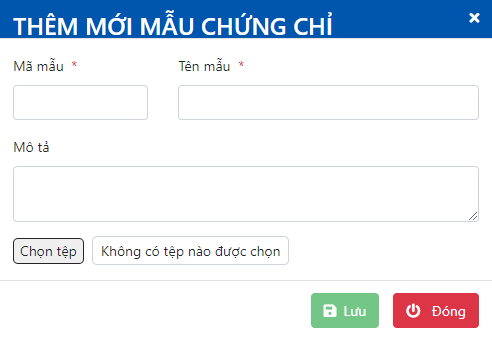 THÊM MỚI MẪU CHỨNG CHỈ
Mã mẫu * Tên mẫu *
Mô tả
Chọn tệp Không có tệp nào được chọn
Lưu Đóng